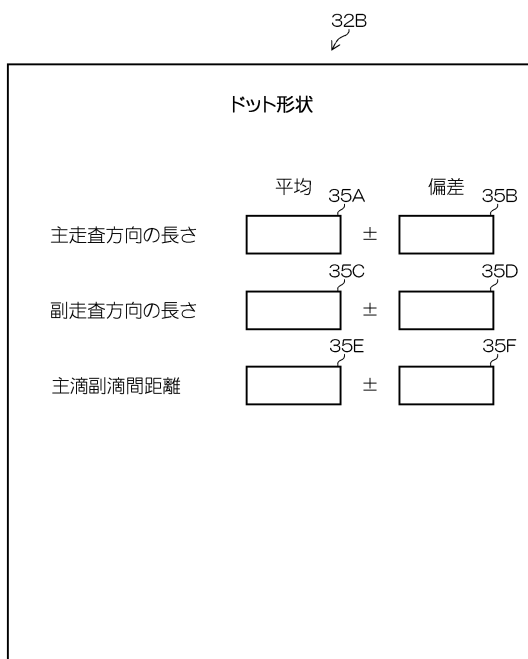 32B
ドット形状
平均 偏差
35A 35B
主走査方向の長さ ±
35C 35D
副走査方向の長さ ±
35E 35F
主滴副滴間距離 ±